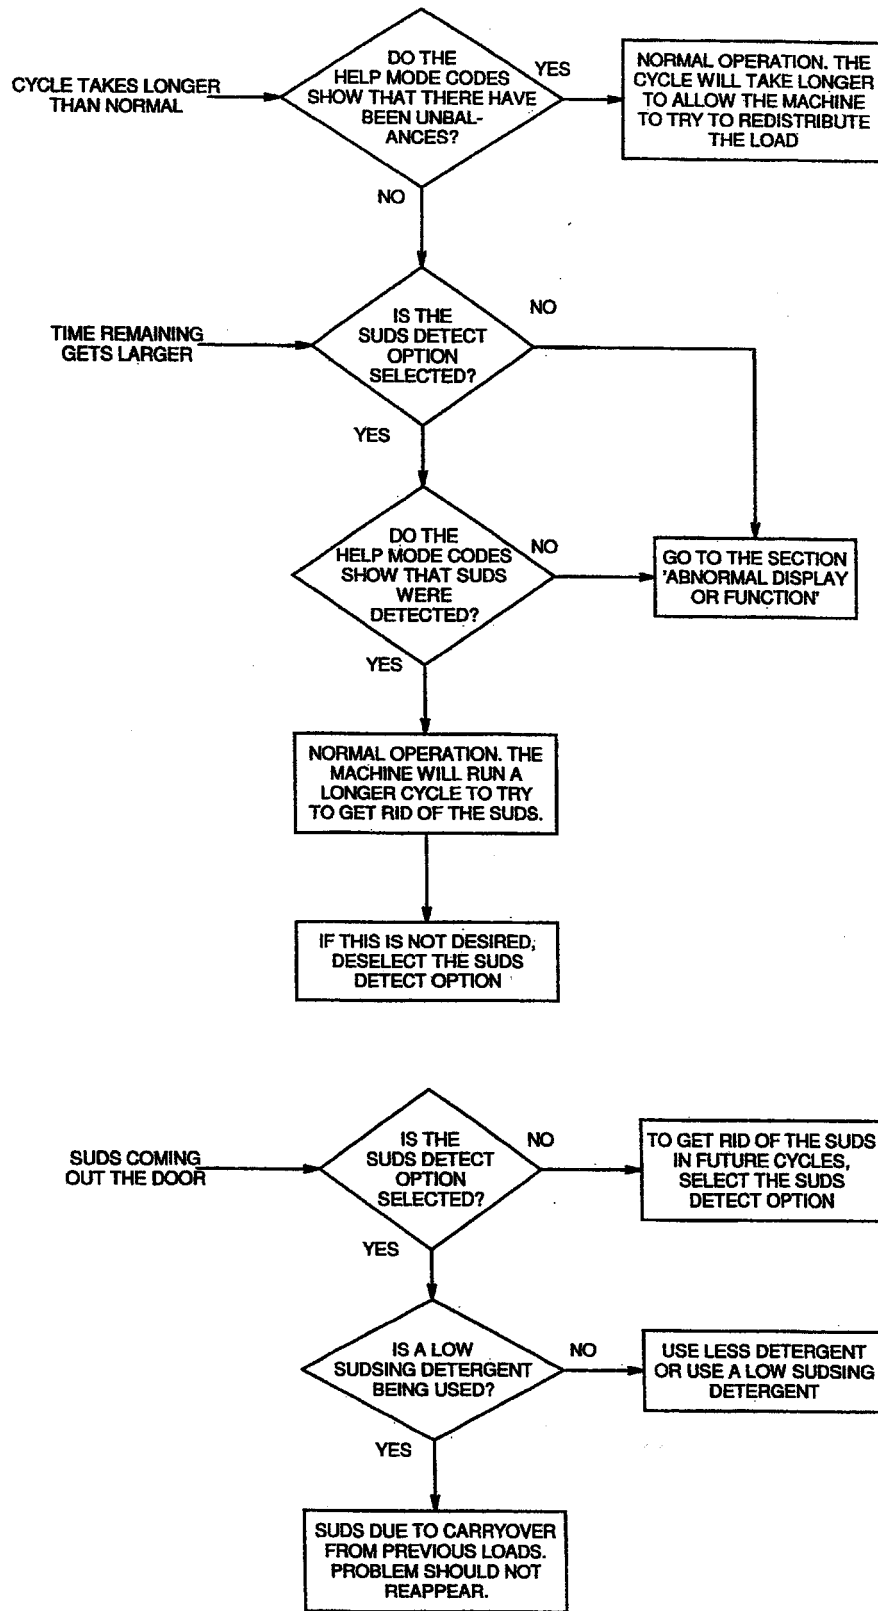 DO THE
HELP MODE CODES
SHOW THAT THERE HAVE
BEEN UNBAL-
ANCES?
YES
NORMAL OPERATION. THE
CYCLE WILL TAKE LONGER
TO ALLOW THE MACHINE
TO TRY TO REDISTRIBUTE
THE LOAD
CYCLE TAKES LONGER
THAN NORMAL
NO
IS THE
SUDS DETECT
OPTION
SELECTED?
NO
TIME REMAINING
GETS LARGER
YES
DO THE
HELP MODE CODES
SHOW THAT SUDS
WERE
DETECTED?
NO
GO TO THE SECTION
'ABNORMAL DISPLAY
OR FUNCTION'
YES
NORMAL OPERATION. THE
MACHINE WILL RUN A
LONGER CYCLE TO TRY
TO GET RID OF THE SUDS.
IF THIS IS NOT DESIRED,
DESELECT THE SUDS
DETECT OPTION
SUDS COMING
OUT THE DOOR
IS THE
SUDS DETECT
OPTION
SELECTED?
NO
TO GET RID OF THE SUDS
IN FUTURE CYCLES,
SELECT THE SUDS
DETECT OPTION
YES
IS A LOW
SUDSING DETERGENT
BEING USED?
NO
USE LESS DETERGENT
OR USE A LOW SUDSING
DETERGENT
YES
SUDS DUE TO CARRYOVER
FROM PREVIOUS LOADS.
PROBLEM SHOULD NOT
REAPPEAR.